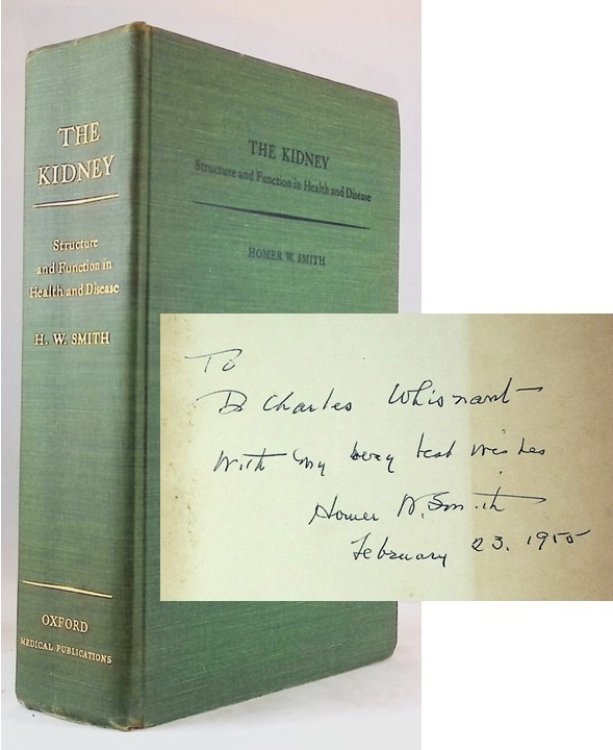 THE
KIDNEY
Structure
and Function in
Health and Disease
H. W. SMITH
OXFORD
MEDICAL PUBLICATIONS
THE KIDNEY
Structure and Function in Health and Disease
HOMER W. SMITH
To
Dr Charles Whisnant
With my very best wishes
Homer W. Smith
February 23, 1955